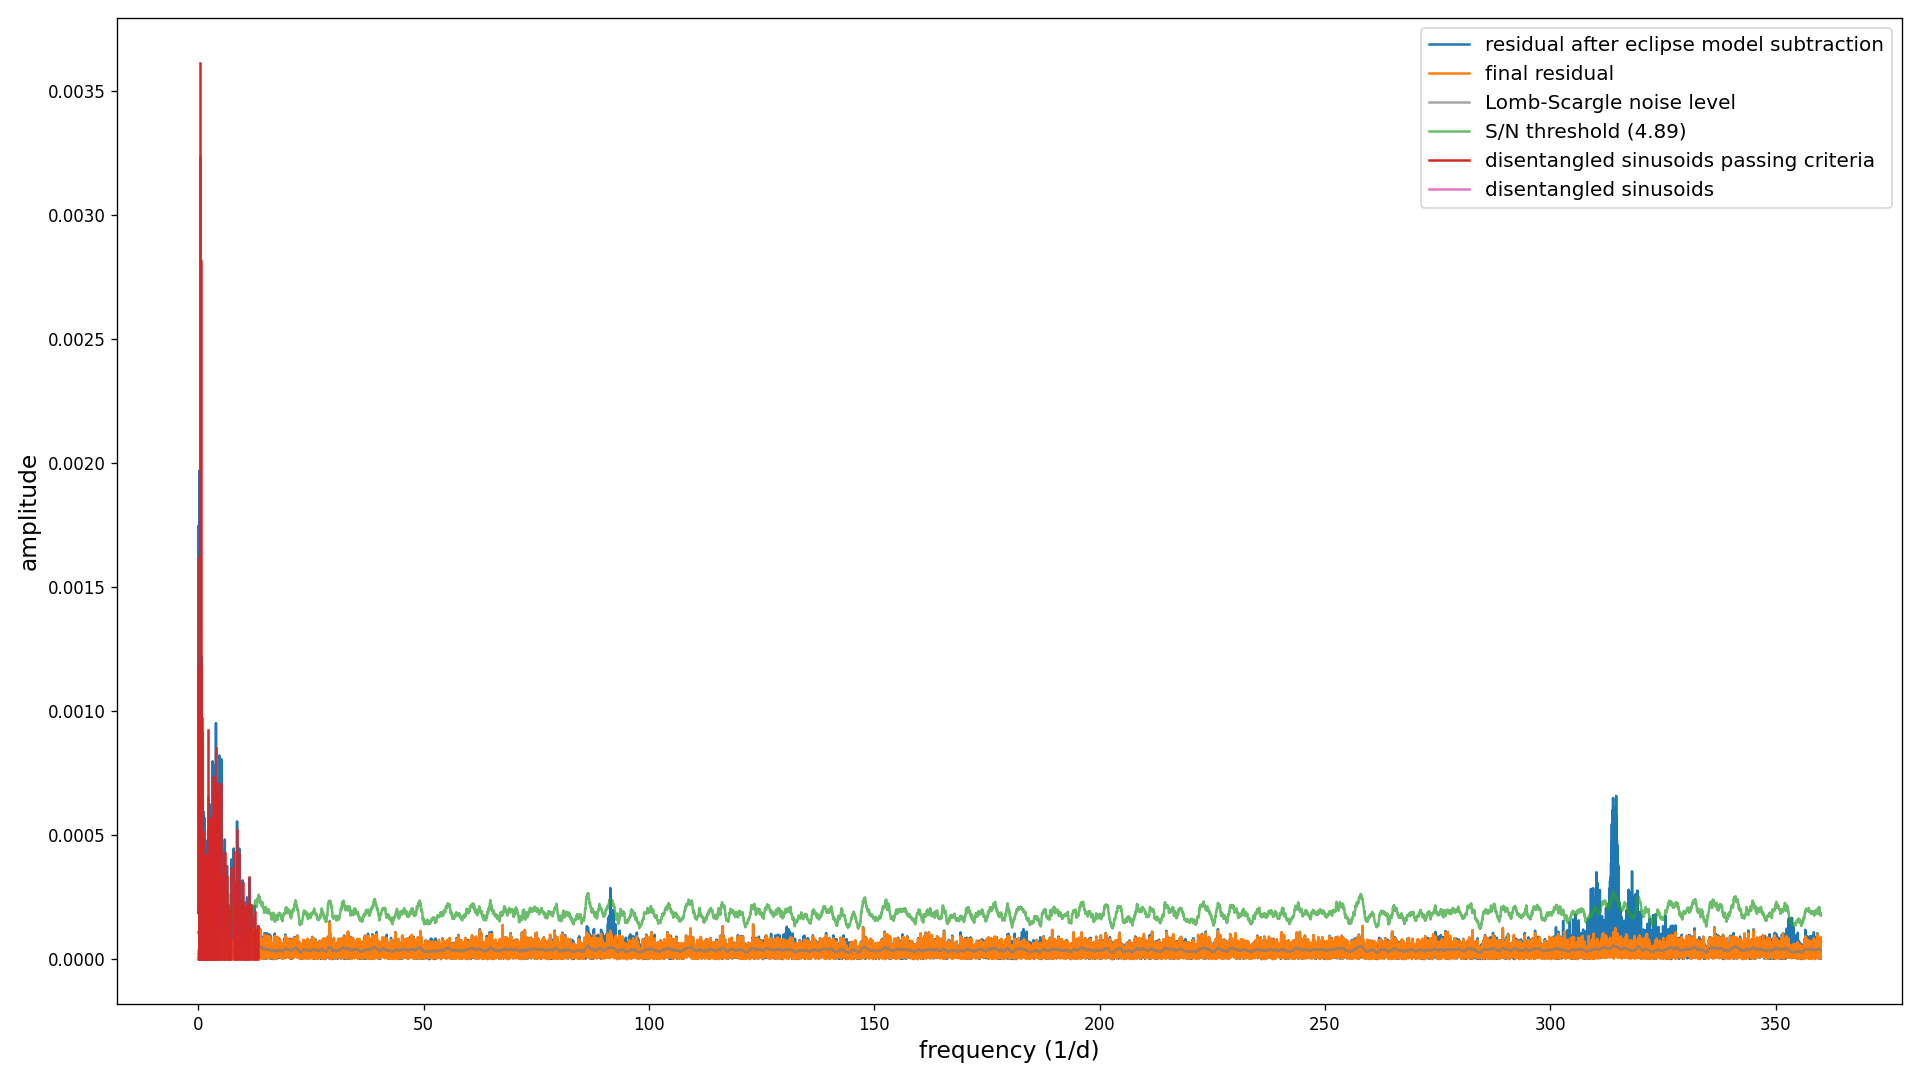 residual after eclipse model subtraction
final residual
Lomb-Scargle noise level
S/N threshold (4.89)
disentangled sinusoids passing criteria
disentangled sinusoids
amplitude
0.0035
0.0030
0.0025
0.0020
0.0015
0.0010
0.0005
0.0000
0 50 100 150 200 250 300 350
frequency (1/d)